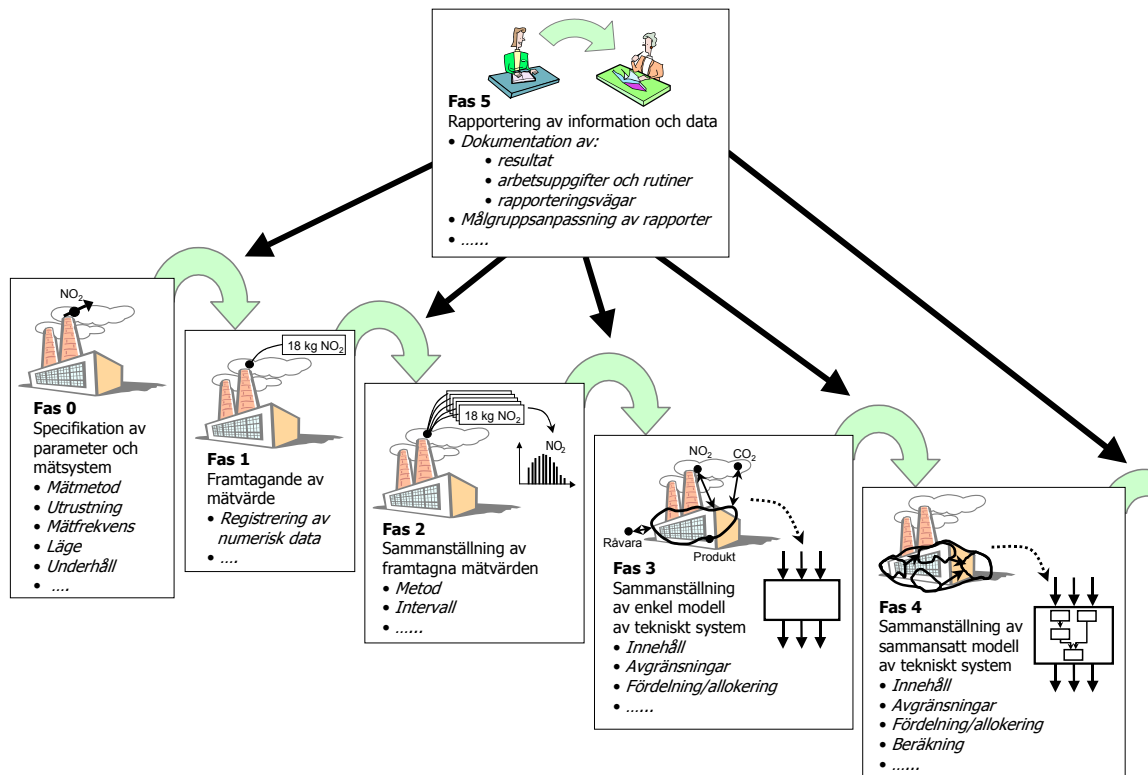 Fas 5
Rapportering av information och data
• Dokumentation av:
• resultat
• arbetsuppgifter och rutiner
• rapporteringsvägar
• Målgruppsanpassning av rapporter
• ......
NO2
Fas 0
Specifikation av
parameter och
mätsystem
• Mätmetod
• Utrustning
• Mätfrekvens
• Läge
• Underhåll
• ....
18 kg NO2
Fas 1
Framtagande av
mätvärde
• Registrering av
numerisk data
• ....
18 kg NO2
NO2
Fas 2
Sammanställning av
framtagna mätvärden
• Metod
• Intervall
• ......
NO2
CO2
Råvara
Produkt
Fas 3
Sammanställning
av enkel modell
av tekniskt system
• Innehåll
• Avgränsningar
• Fördelning/allokering
• ......
Fas 4
Sammanställning av
sammansatt modell
av tekniskt system
• Innehåll
• Avgränsningar
• Fördelning/allokering
• Beräkning
• ......